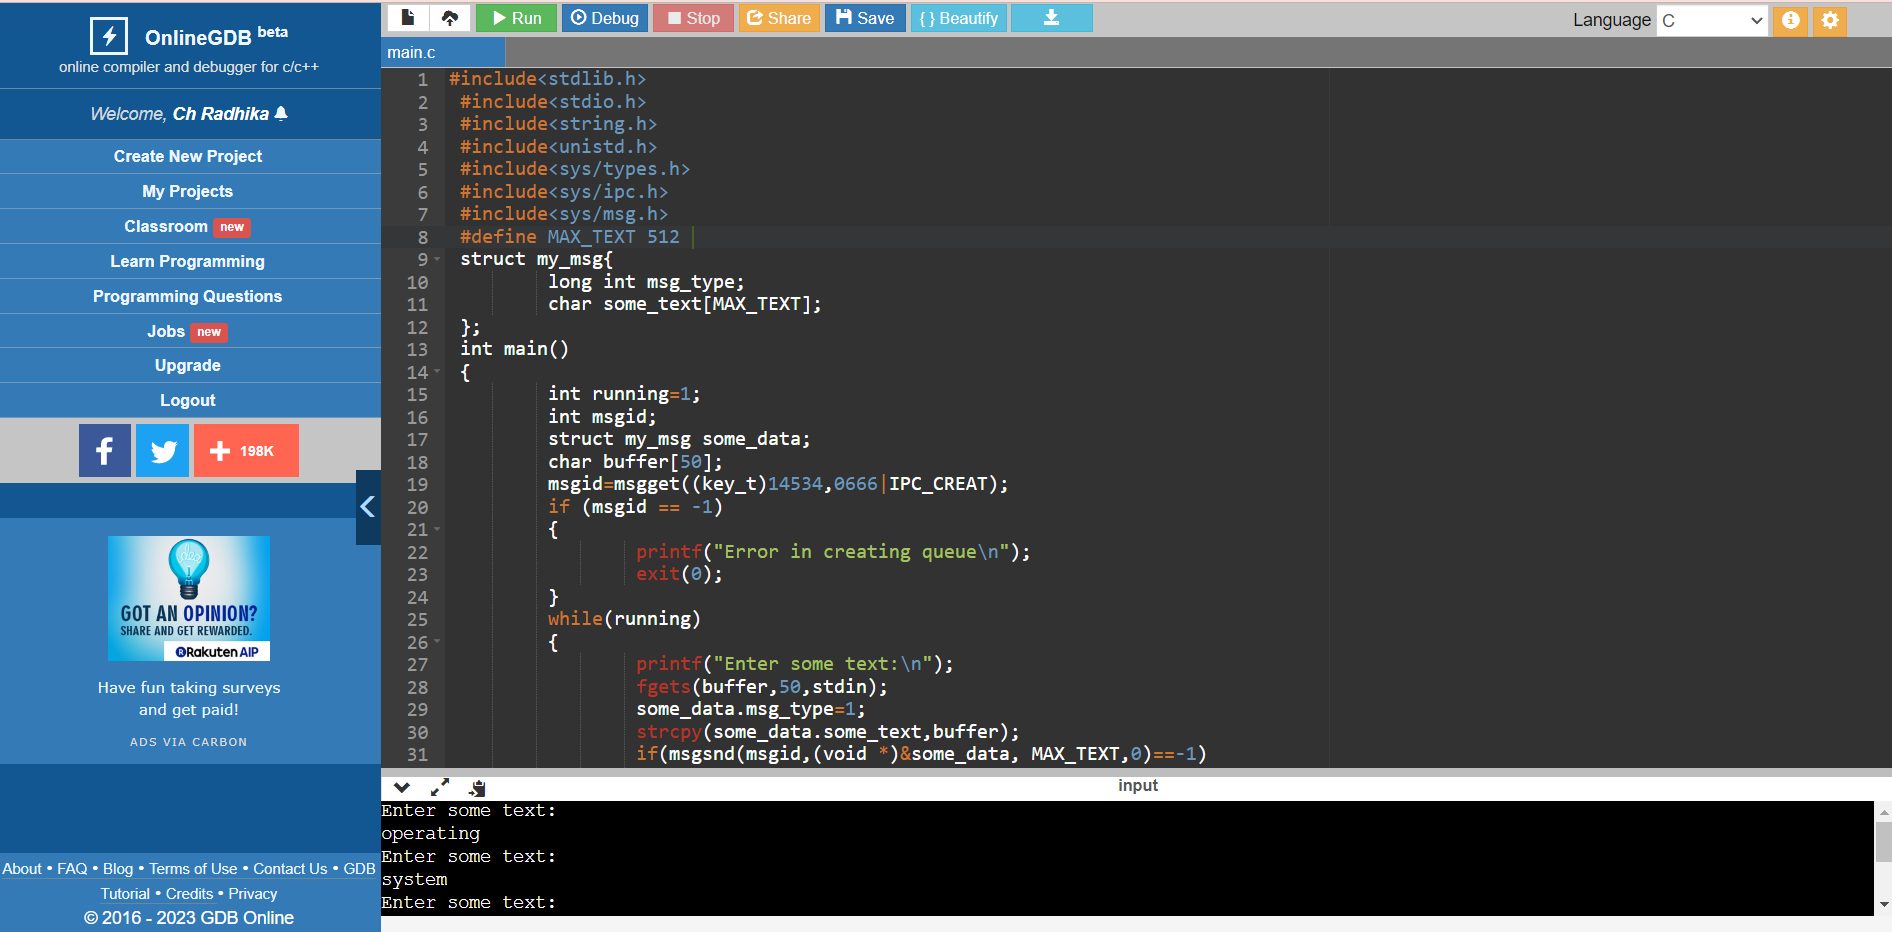 OnlineGDB beta
online compiler and debugger for c/c++
Welcome, Ch Radhika
Create New Project
My Projects
Classroom new
Learn Programming
Programming Questions
Jobs new
Upgrade
Logout
198K
GOT AN OPINION?
SHARE AND GET REWARDED.
Rakuten AIP
Have fun taking surveys
and get paid!
ADS VIA CARBON
About • FAQ • Blog • Terms of Use • Contact Us • GDB
Tutorial • Credits • Privacy
© 2016 - 2023 GDB Online
Run Debug Stop Share Save { } Beautify
Language C
main.c
1 #include<stdlib.h>
2 #include<stdio.h>
3 #include<string.h>
4 #include<unistd.h>
5 #include<sys/types.h>
6 #include<sys/ipc.h>
7 #include<sys/msg.h>
8 #define MAX_TEXT 512
9 struct my_msg{
10 long int msg_type;
11 char some_text[MAX_TEXT];
12 };
13 int main()
14 {
15 int running=1;
16 int msgid;
17 struct my_msg some_data;
18 char buffer[50];
19 msgid=msgget((key_t)14534,0666|IPC_CREAT);
20 if (msgid == -1)
21 {
22 printf("Error in creating queue\n");
23 exit(0);
24 }
25 while(running)
26 {
27 printf("Enter some text:\n");
28 fgets(buffer,50,stdin);
29 some_data.msg_type=1;
30 strcpy(some_data.some_text,buffer);
31 if(msgsnd(msgid,(void *)&some_data, MAX_TEXT,0)==-1)
input
Enter some text:
operating
Enter some text:
system
Enter some text: